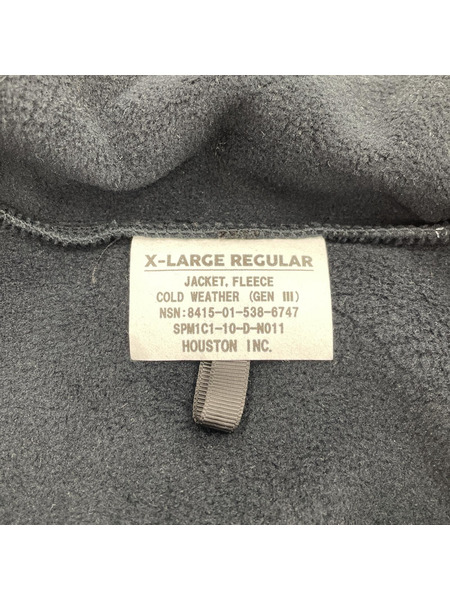 X-LARGE REGULAR
JACKET, FLEECE
COLD WEATHER (GEN III)
NSN:8415-01-538-6747
SPM1C1-10-D-N011
HOUSTON INC.